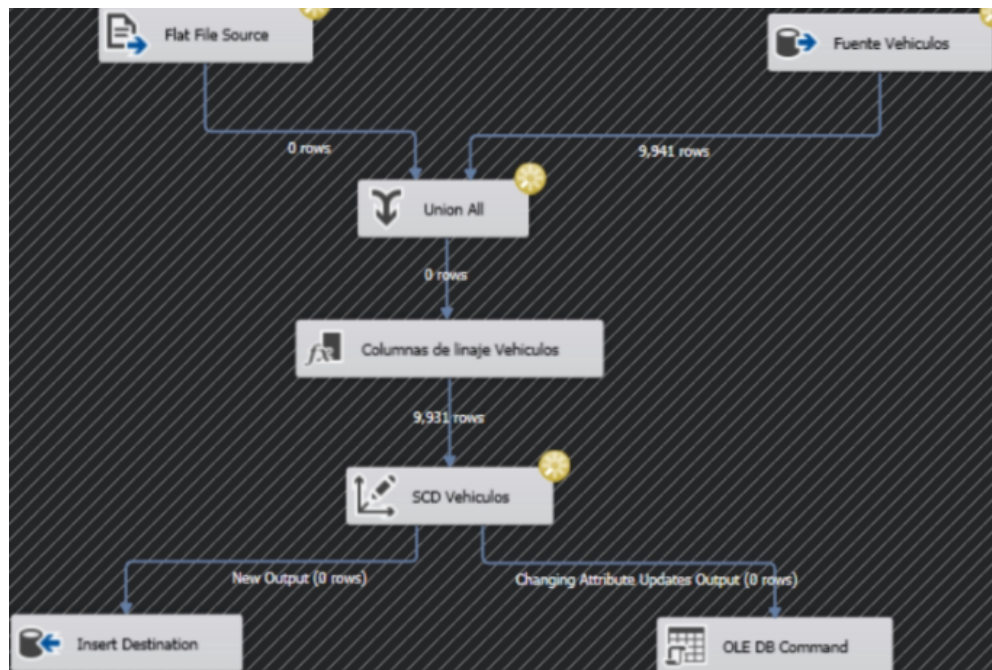 Flat File Source
Fuente Vehiculos
0 rows
9,941 rows
Union All
0 rows
fx
Columnas de linaje Vehiculos
9,931 rows
SCD Vehiculos
New Output (0 rows)
Changing Attribute Updates Output (0 rows)
Insert Destination
OLE DB Command